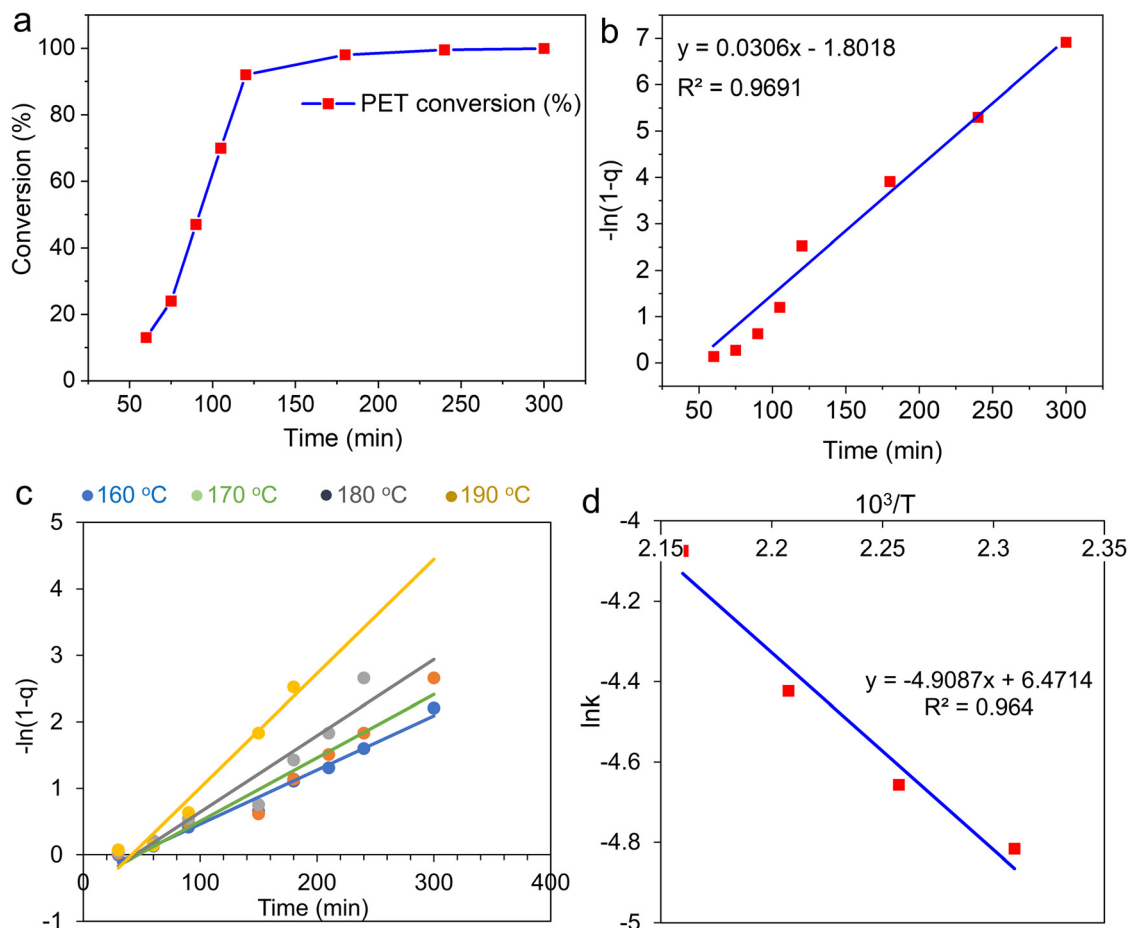 a
100
80
60
40
20
0
Conversion (%)
PET conversion (%)
50 100 150 200 250 300
Time (min)
b
y = 0.0306x - 1.8018
R² = 0.9691
7
6
5
4
3
2
1
0
-ln(1-q)
50 100 150 200 250 300
Time (min)
c
160 °C 170 °C 180 °C 190 °C
5
4
3
2
1
0
-1
-ln(1-q)
0 100 200 300 400
Time (min)
d
10³/T
2.15 2.2 2.25 2.3 2.35
-4
-4.2
-4.4
-4.6
-4.8
-5
lnk
y = -4.9087x + 6.4714
R² = 0.964